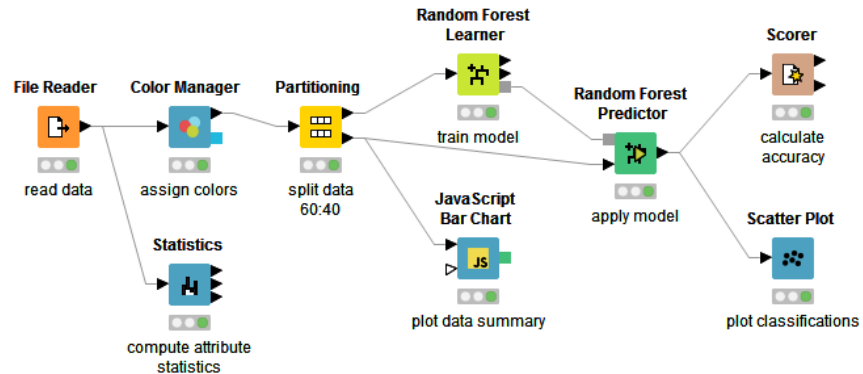 Random Forest
Learner
train model
Scorer
calculate
accuracy
File Reader
read data
Color Manager
assign colors
Partitioning
split data
60:40
Random Forest
Predictor
apply model
JavaScript
Bar Chart
JS
plot data summary
Scatter Plot
plot classifications
Statistics
compute attribute
statistics